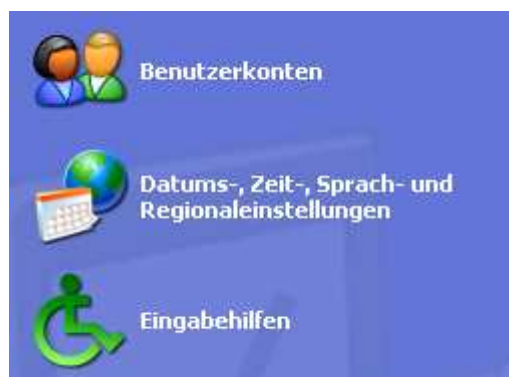 Benutzerkonten
Datums-, Zeit-, Sprach- und
Regionaleinstellungen
Eingabehilfen